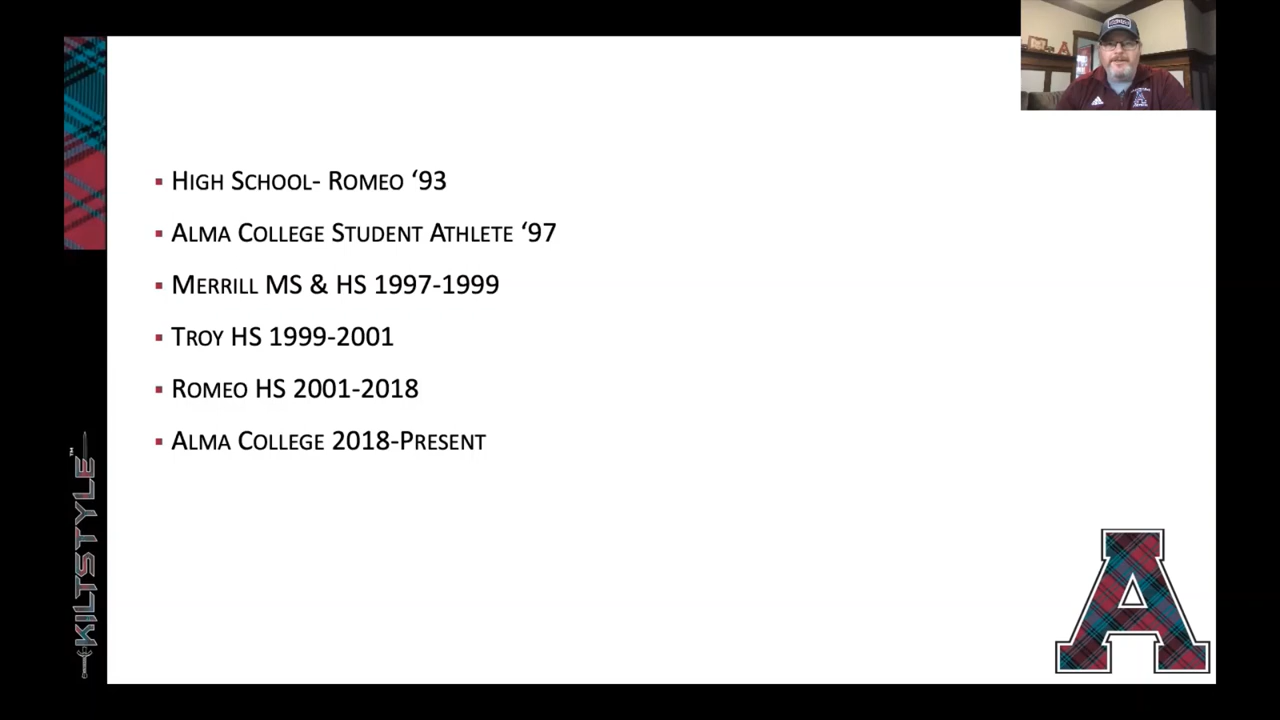 High School- Romeo ‘93
Alma College Student Athlete ‘97
Merrill MS & HS 1997-1999
Troy HS 1999-2001
Romeo HS 2001-2018
Alma College 2018-Present
KILTSTYLE™
A
A